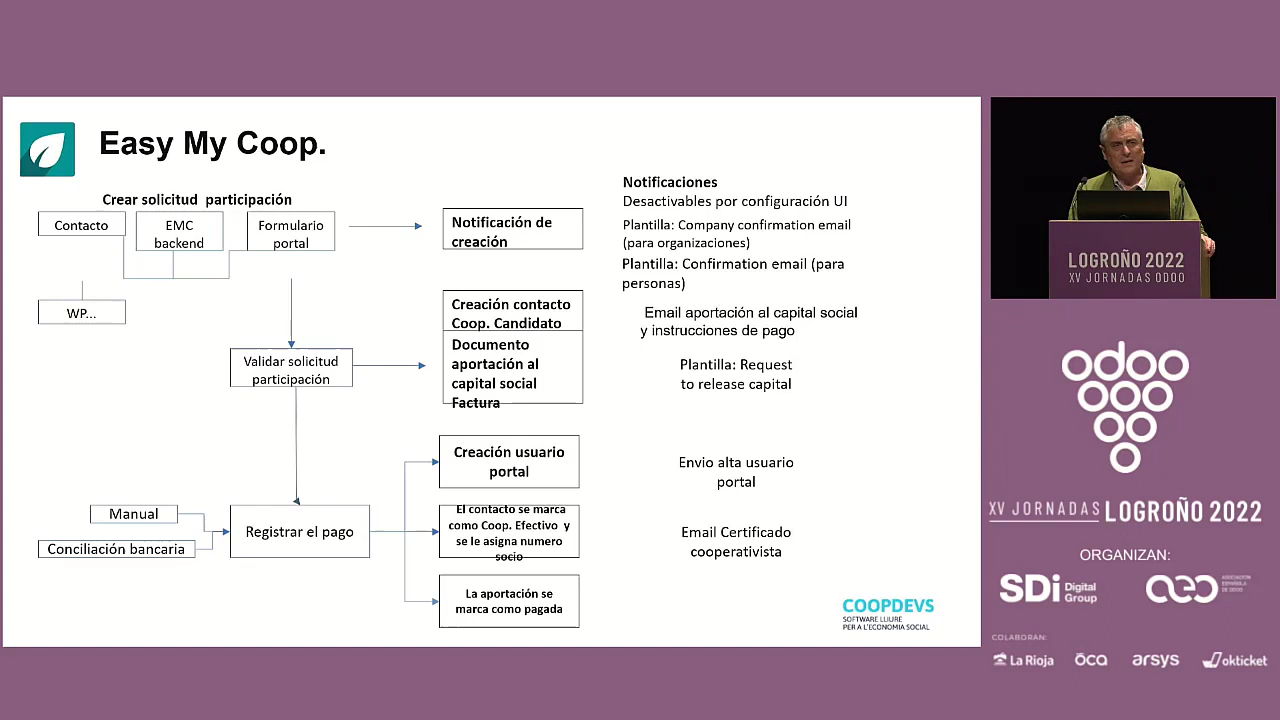 Easy My Coop.
Crear solicitud participación
Contacto
EMC
backend
Formulario
portal
WP...
Notificación de
creación
Notificaciones
Desactivables por configuración UI
Plantilla: Company confirmation email
(para organizaciones)
Plantilla: Confirmation email (para
personas)
Creación contacto
Coop. Candidato
Documento
aportación al
capital social
Factura
Email aportación al capital social
y instrucciones de pago
Validar solicitud
participación
Plantilla: Request
to release capital
Creación usuario
portal
Envio alta usuario
portal
Manual
Conciliación bancaria
Registrar el pago
El contacto se marca
como Coop. Efectivo y
se le asigna numero
socio
Email Certificado
cooperativista
La aportación se
marca como pagada
COOPDEVS
SOFTWARE LLIURE
PER A L'ECONOMIA SOCIAL
LOGROÑO 2022
XV JORNADAS ODOO
odoo
XV JORNADAS LOGROÑO 2022
ORGANIZAN:
SDi Digital
Group
aeo ASOCIACIÓN
ESPAÑOLA
DE ODOO
COLABORAN:
La Rioja
oca
arsys
okticket